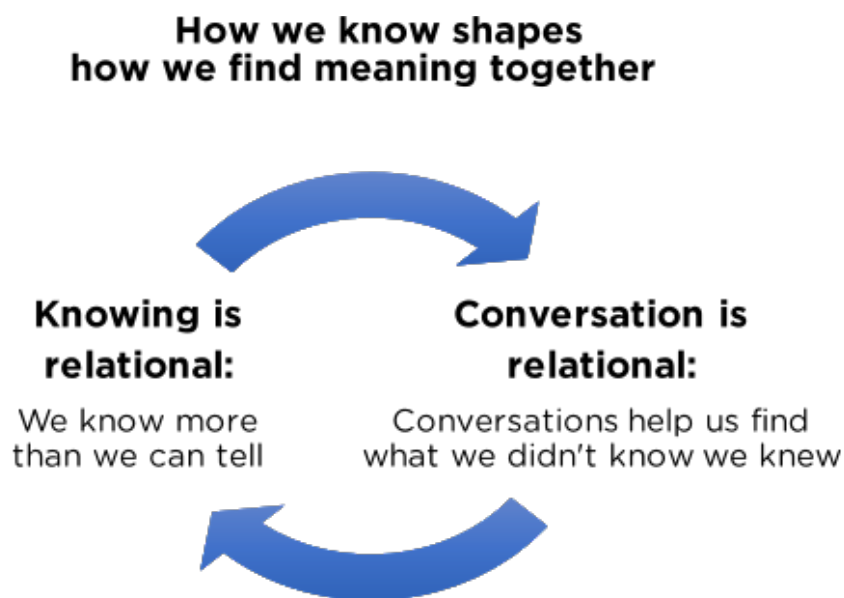 How we know shapes
how we find meaning together
Knowing is
relational:
We know more
than we can tell
Conversation is
relational:
Conversations help us find
what we didn't know we knew